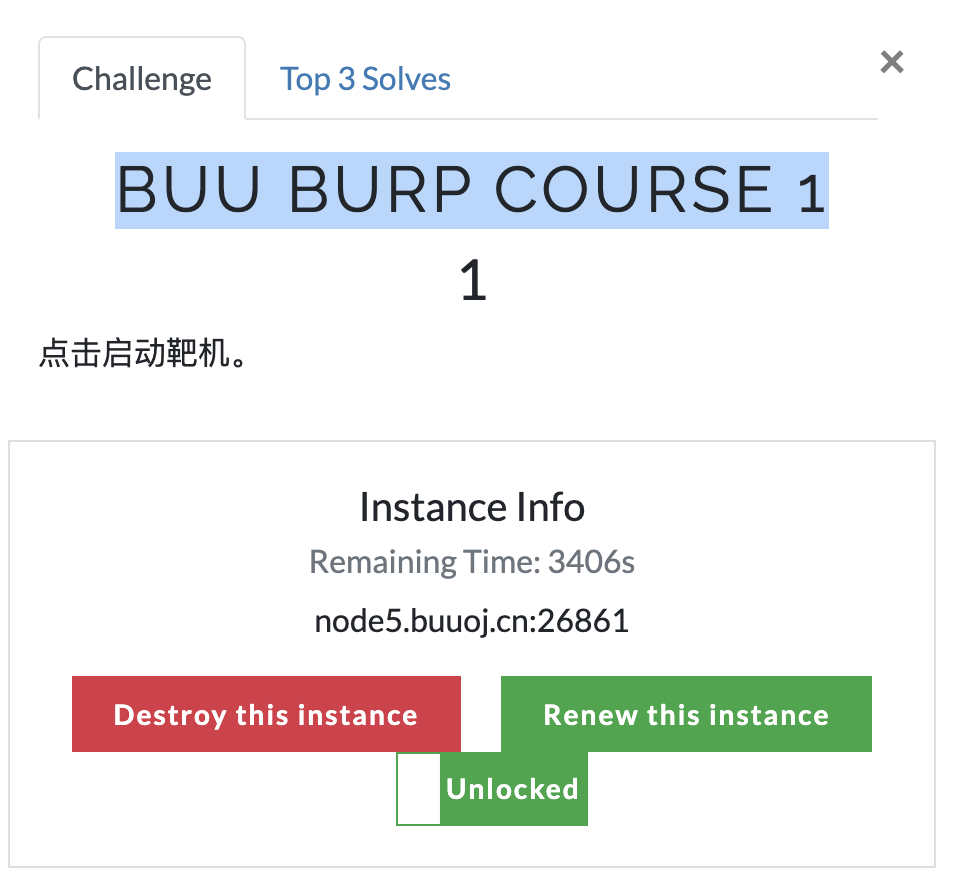 Challenge
Top 3 Solves
×
BUU BURP COURSE 1
1
点击启动靶机。
Instance Info
Remaining Time: 3406s
node5.buuoj.cn:26861
Destroy this instance
Renew this instance
Unlocked